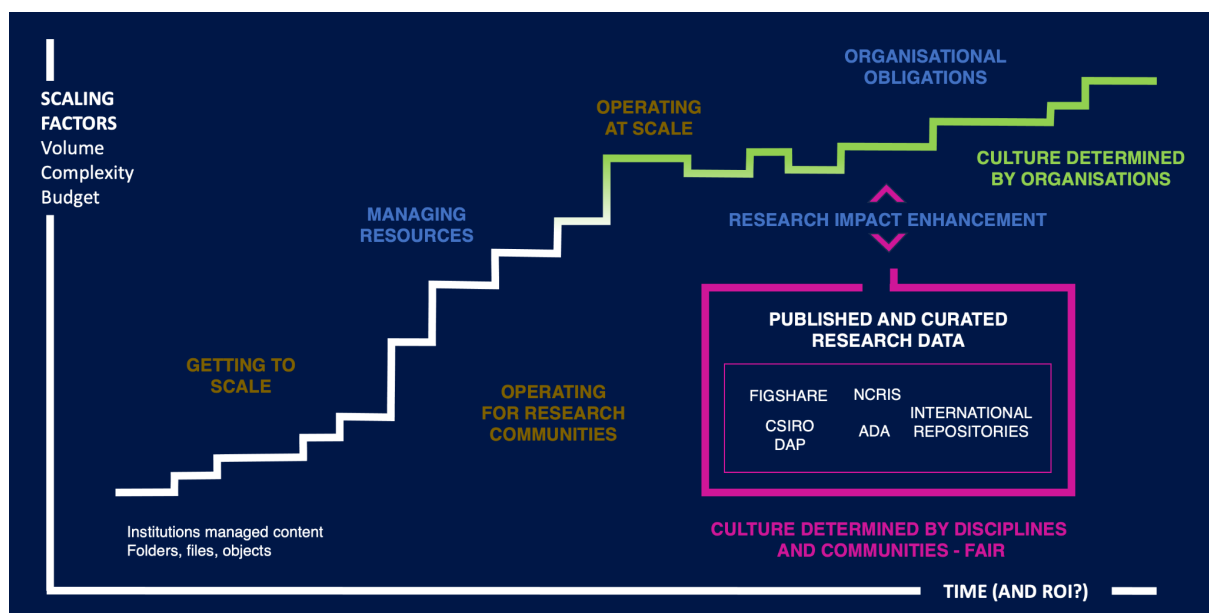 SCALING
FACTORS
Volume
Complexity
Budget
ORGANISATIONAL
OBLIGATIONS
OPERATING
AT SCALE
CULTURE DETERMINED
BY ORGANISATIONS
MANAGING
RESOURCES
RESEARCH IMPACT ENHANCEMENT
GETTING TO
SCALE
OPERATING
FOR RESEARCH
COMMUNITIES
PUBLISHED AND CURATED
RESEARCH DATA
FIGSHARE
NCRIS
CSIRO
DAP
ADA
INTERNATIONAL
REPOSITORIES
Institutions managed content
Folders, files, objects
CULTURE DETERMINED BY DISCIPLINES
AND COMMUNITIES - FAIR
TIME (AND ROI?)